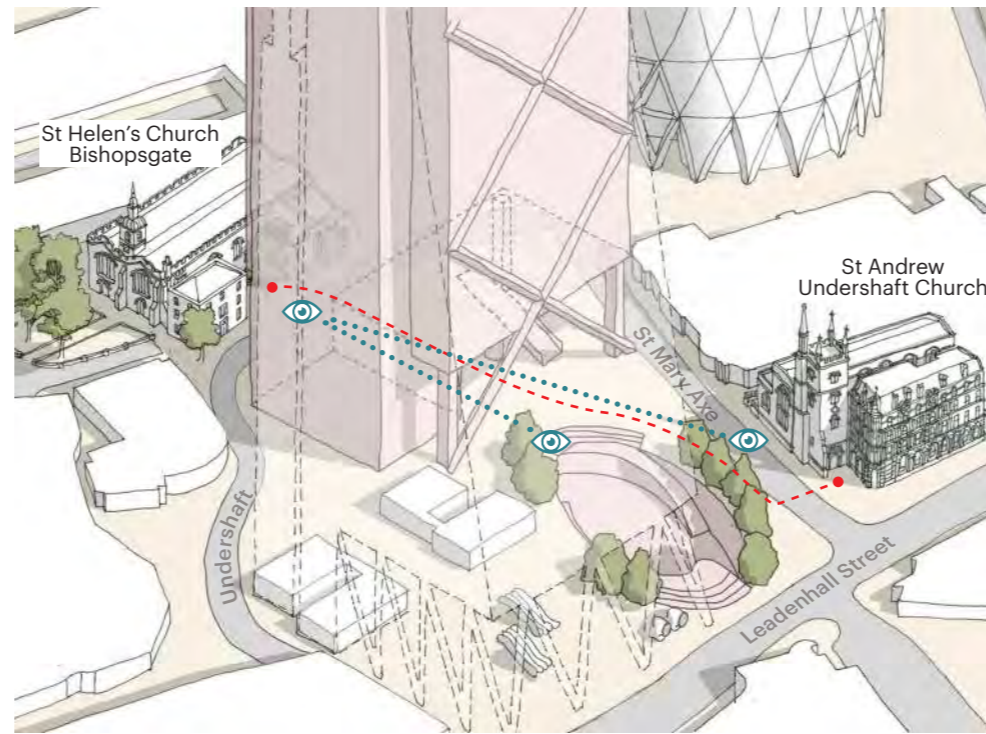 St Helen's Church
Bishopsgate
St Andrew
Undershaft Church
St Mary Axe
Undershaft
Leadenhall Street